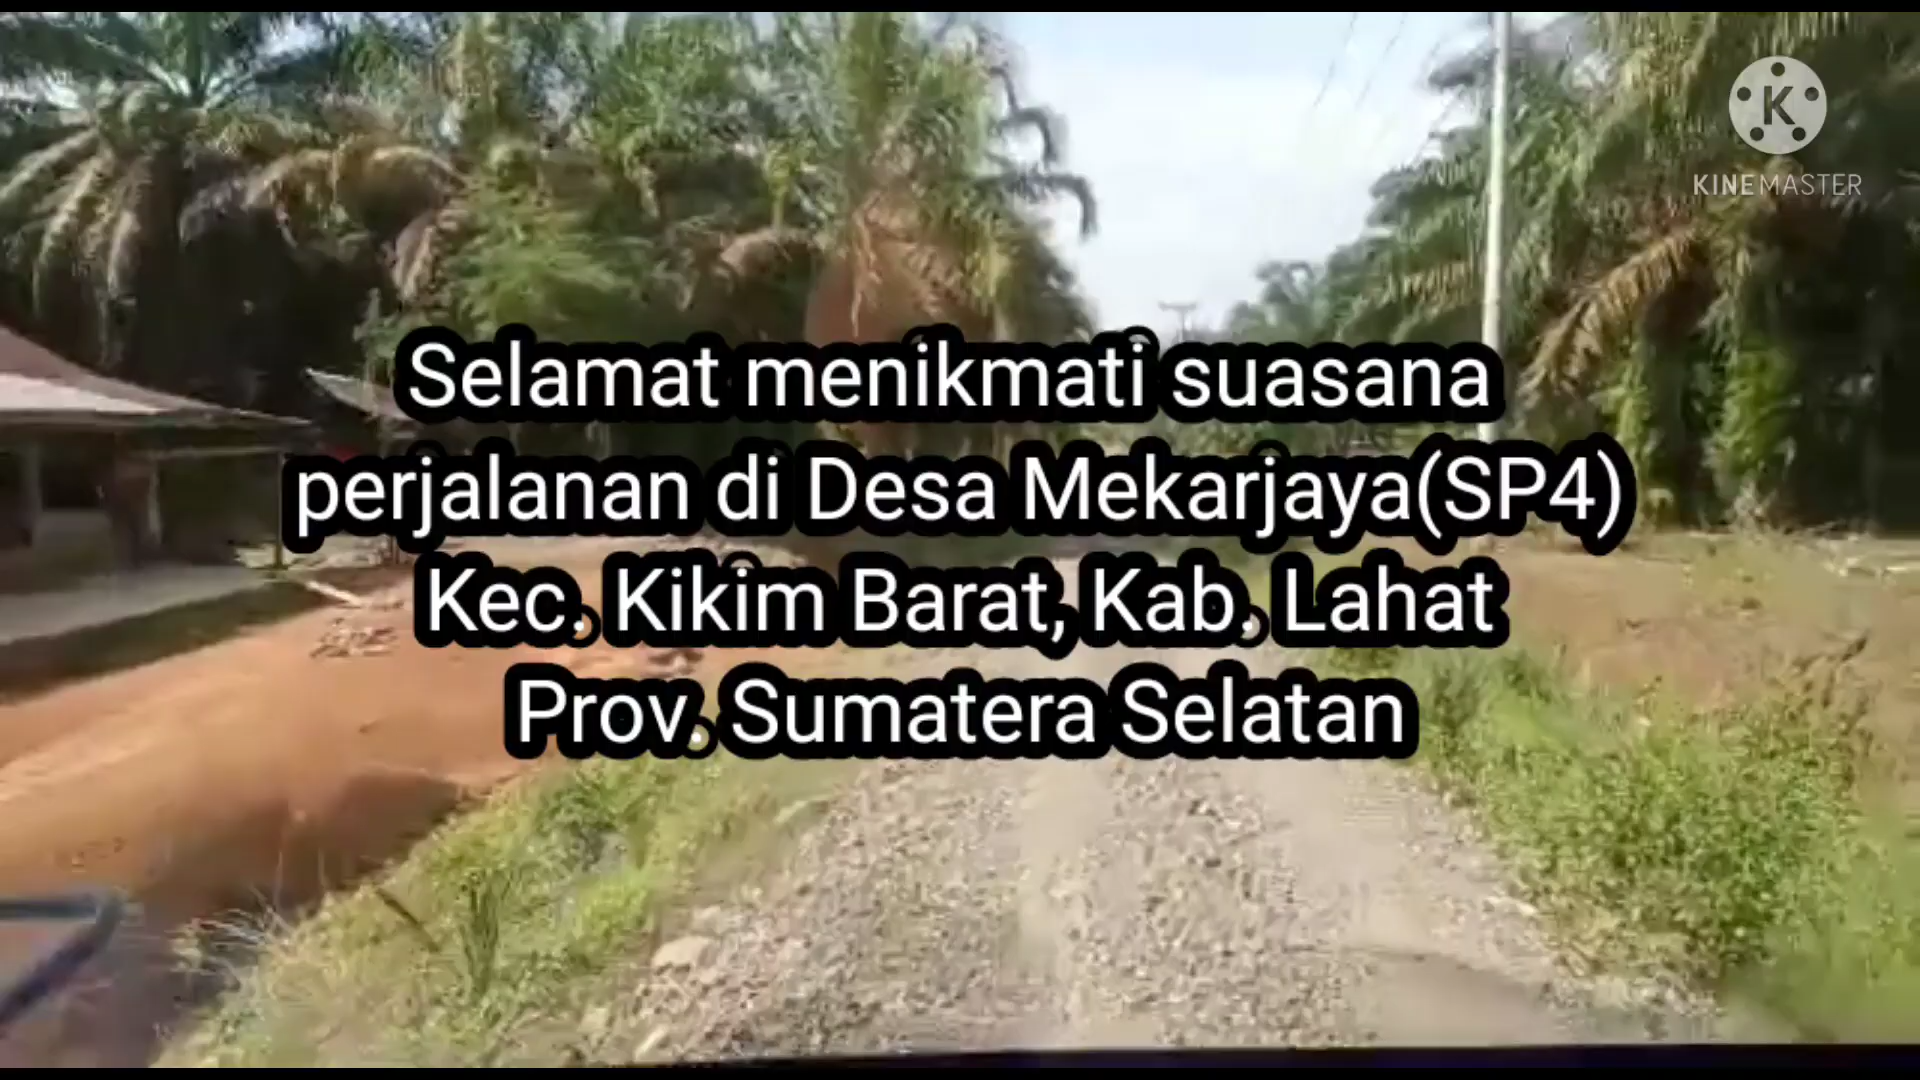 K
KINEMASTER
Selamat menikmati suasana
perjalanan di Desa Mekarjaya(SP4)
Kec. Kikim Barat, Kab. Lahat
Prov. Sumatera Selatan